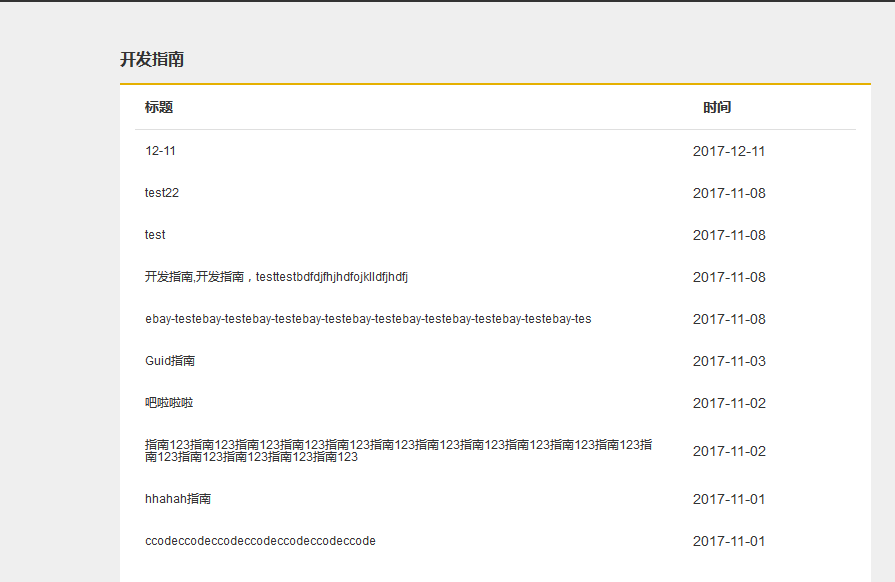 开发指南
标题 时间
12-11 2017-12-11
test22 2017-11-08
test 2017-11-08
开发指南,开发指南，testtestbdfdjfhjhdfojklldfjhdfj 2017-11-08
ebay-testebay-testebay-testebay-testebay-testebay-testebay-testebay-testebay-tes 2017-11-08
Guid指南 2017-11-03
吧啦啦啦 2017-11-02
指南123指南123指南123指南123指南123指南123指南123指南123指南123指南123指南123指 2017-11-02
南123指南123指南123指南123指南123
hhahah指南 2017-11-01
ccodeccodeccodeccodeccodeccodeccode 2017-11-01